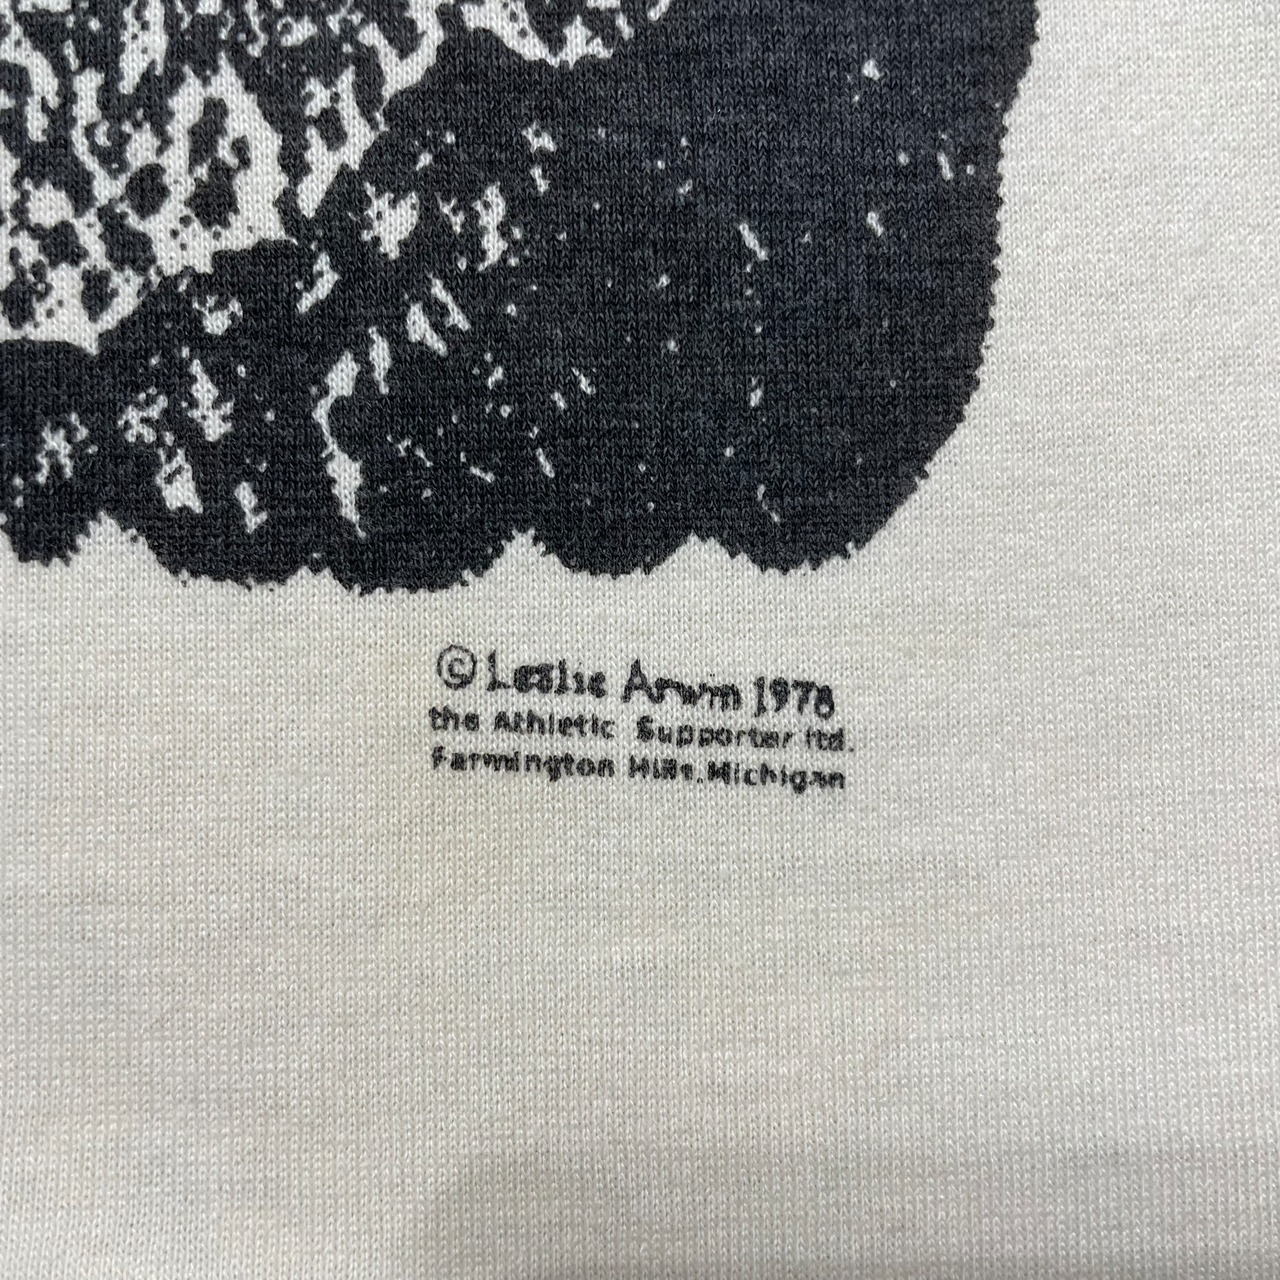 © Leslie Arwin 1978
the Athletic Supporter ltd.
Farmington Hills, Michigan